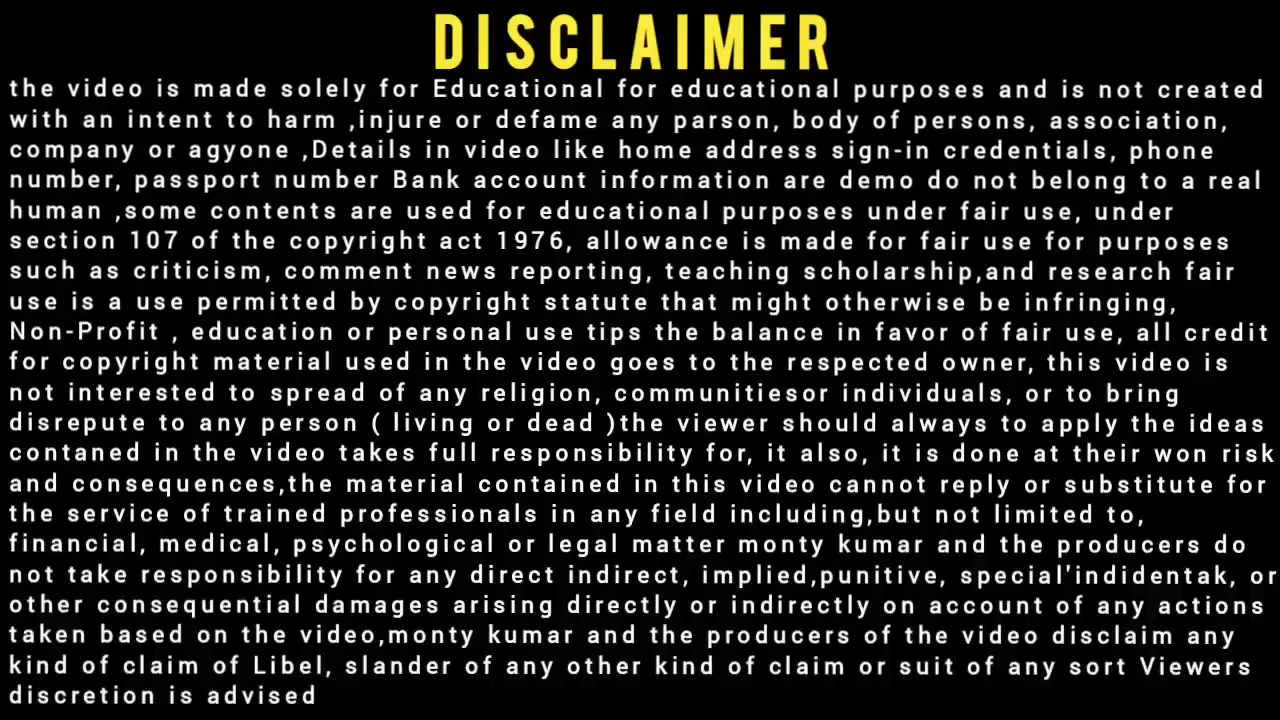 DISCLAIMER
the video is made solely for Educational for educational purposes and is not created
with an intent to harm ,injure or defame any parson, body of persons, association,
company or agyone ,Details in video like home address sign-in credentials, phone
number, passport number Bank account information are demo do not belong to a real
human ,some contents are used for educational purposes under fair use, under
section 107 of the copyright act 1976, allowance is made for fair use for purposes
such as criticism, comment news reporting, teaching scholarship,and research fair
use is a use permitted by copyright statute that might otherwise be infringing,
Non-Profit , education or personal use tips the balance in favor of fair use, all credit
for copyright material used in the video goes to the respected owner, this video is
not interested to spread of any religion, communitiesor individuals, or to bring
disrepute to any person ( living or dead )the viewer should always to apply the ideas
contaned in the video takes full responsibility for, it also, it is done at their won risk
and consequences,the material contained in this video cannot reply or substitute for
the service of trained professionals in any field including,but not limited to,
financial, medical, psychological or legal matter monty kumar and the producers do
not take responsibility for any direct indirect, implied,punitive, special'indidentak, or
other consequential damages arising directly or indirectly on account of any actions
taken based on the video,monty kumar and the producers of the video disclaim any
kind of claim of Libel, slander of any other kind of claim or suit of any sort Viewers
discretion is advised